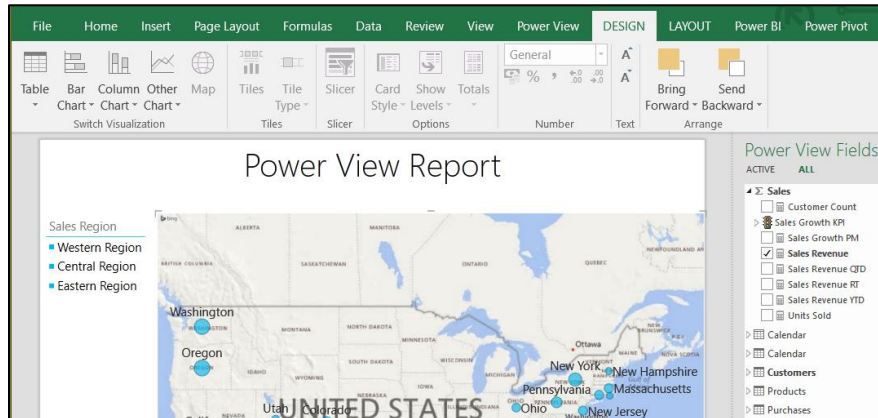 File Home Insert Page Layout Formulas Data Review View Power View DESIGN LAYOUT Power BI Power Pivot
Table Bar Chart Column Chart Other Chart Map Tiles Tile Type Slicer Card Style Show Levels Totals General % , .00 A A Bring Forward Send Backward
Switch Visualization Tiles Slicer Options Number Text Arrange
Power View Report
Power View Fields
ACTIVE ALL
Sales Region
Western Region
Central Region
Eastern Region
Σ Sales
Customer Count
Sales Growth KPI
Sales Growth PM
Sales Revenue
Sales Revenue QTD
Sales Revenue RT
Sales Revenue YTD
Units Sold
Calendar
Calendar
Customers
Products
Purchases
bing
ALBERTA MANITOBA
BRITISH COLUMBIA SASKATCHEWAN ONTARIO QUEBEC
Washington
MONTANA NORTH DAKOTA MINNESOTA Ottawa
Oregon
IDAHO SOUTH DAKOTA WISCONSIN MICHIGAN MAINE NOVA SCOTIA
WYOMING New York New Hampshire
NEBRASKA IOWA Pennsylvania Massachusetts
NEVADA Utah Colorado UNITED STATES INDIANA Ohio New Jersey